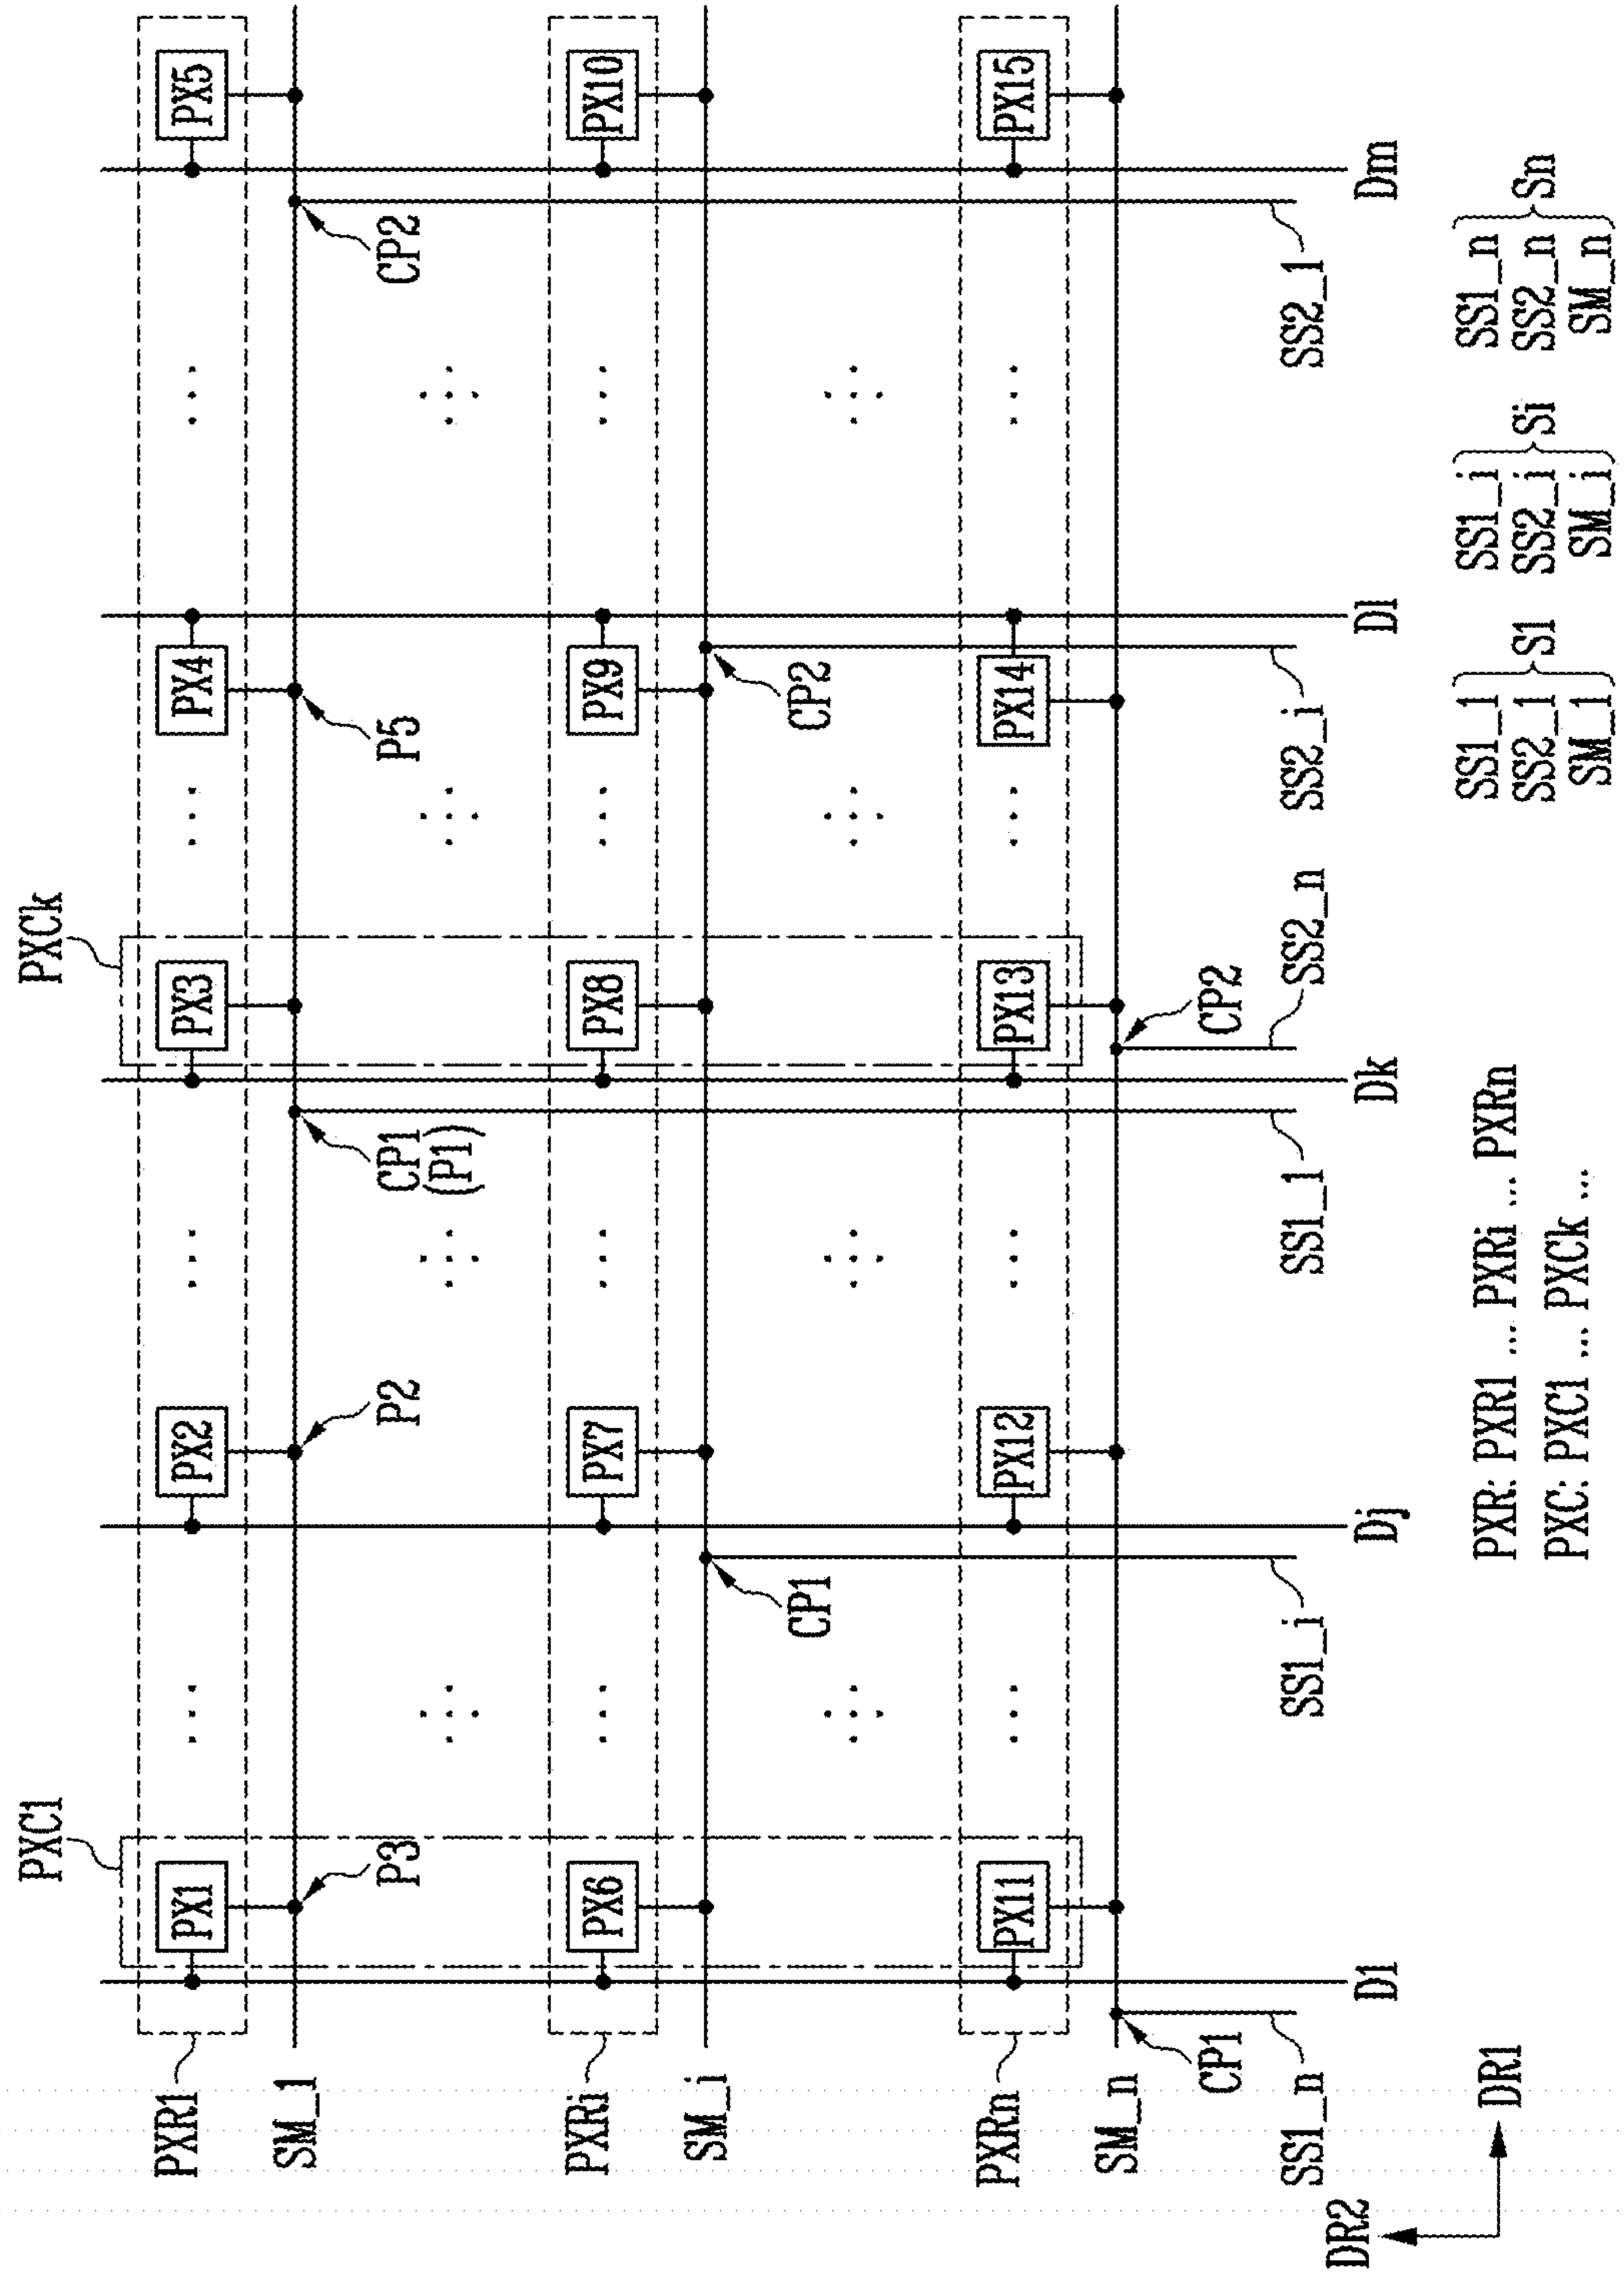 PXC1
PXCk
PXR1
PX1
PX2
PX3
PX4
PX5
SM_1
P3
P2
CP1
(P1)
P5
CP2
PXRi
PX6
PX7
PX8
PX9
PX10
SM_i
CP1
CP2
PXRn
PX11
PX12
PX13
PX14
PX15
SM_n
CP1
CP2
SS1_n
SS1_i
SS1_1
SS2_n
SS2_i
SS2_1
D1
Dj
Dk
Dl
Dm
DR2
DR1
PXR: PXR1 ... PXRi ... PXRn
PXC: PXC1 ... PXCk ...
SS1_1
SS2_1
SM_1
S1
SS1_i
SS2_i
SM_i
Si
SS1_n
SS2_n
SM_n
Sn